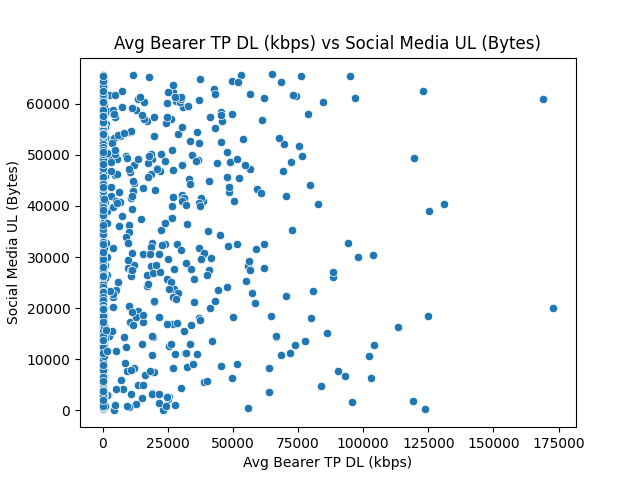 Avg Bearer TP DL (kbps) vs Social Media UL (Bytes)
Social Media UL (Bytes)
60000
50000
40000
30000
20000
10000
0
0 25000 50000 75000 100000 125000 150000 175000
Avg Bearer TP DL (kbps)